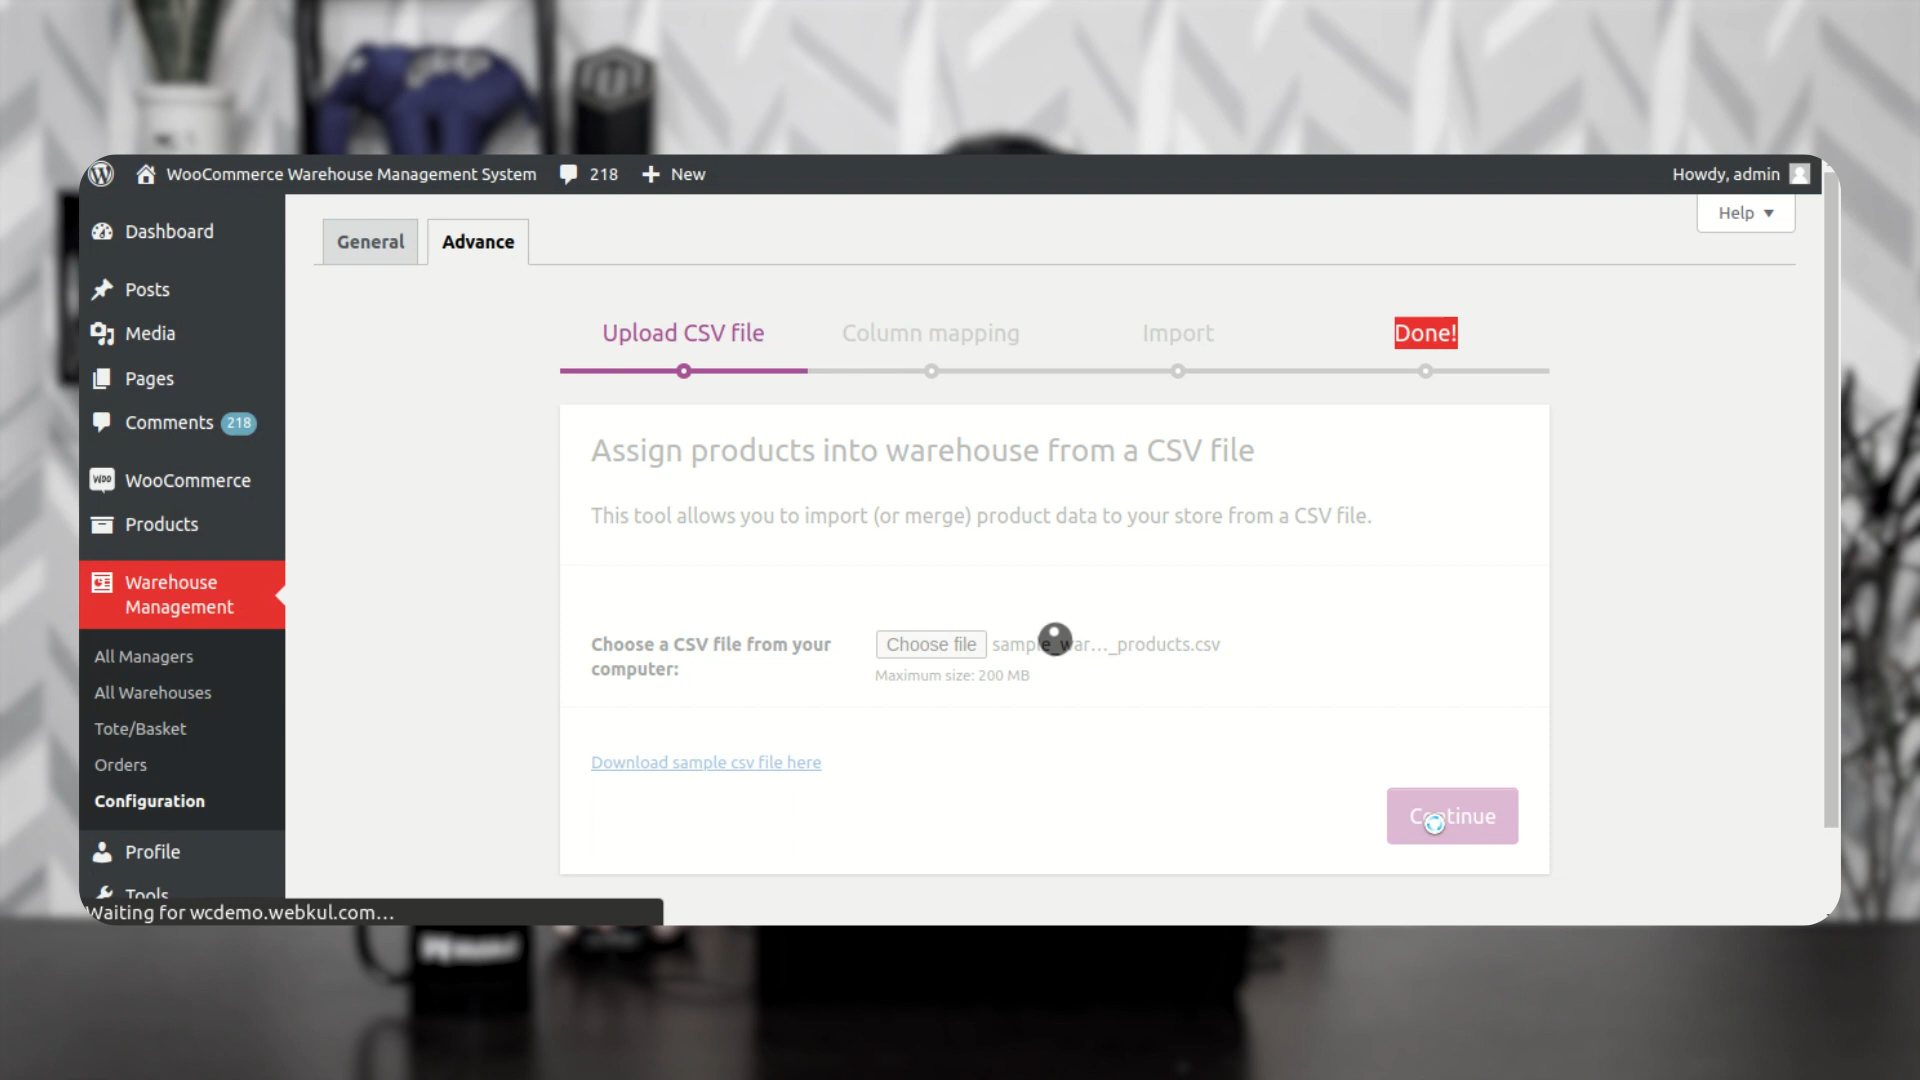 WooCommerce Warehouse Management System 218 New Howdy, admin
Help
General Advance
Dashboard
Posts
Media
Pages
Comments 218
WooCommerce
Products
Warehouse
Management
All Managers
All Warehouses
Tote/Basket
Orders
Configuration
Profile
Tools
Waiting for wcdemo.webkul.com...
Upload CSV file Column mapping Import Done!
Assign products into warehouse from a CSV file
This tool allows you to import (or merge) product data to your store from a CSV file.
Choose a CSV file from your
computer:
Choose file sample_war..._products.csv
Maximum size: 200 MB
Download sample csv file here
Continue